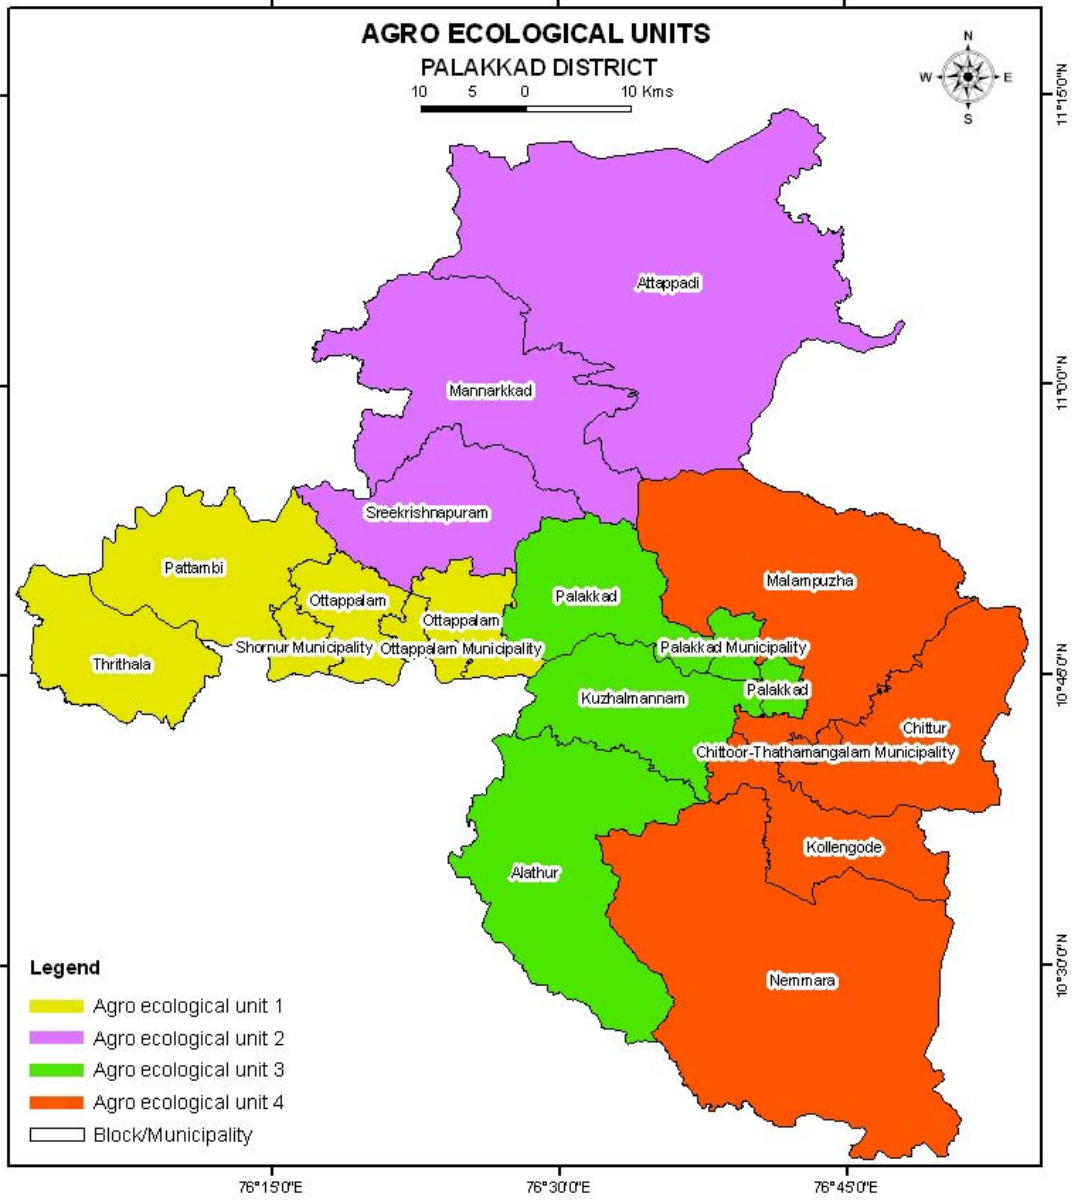 AGRO ECOLOGICAL UNITS
PALAKKAD DISTRICT
10 5 0 10 Kms
N
W E
S
11°15'0"N
Attappadi
11°0'0"N
Mannarkkad
Sreekrishnapuram
Pattambi
Malampuzha
Palakkad
Ottappalam
Ottappalam
Shornur Municipality
Ottappalam Municipality
Palakkad Municipality
Thrithala
10°45'0"N
Palakkad
Kuzhalmannam
Chittur
Chittoor-Thathamangalam Municipality
Kollengode
Alathur
10°30'0"N
Nemmara
Legend
Agro ecological unit 1
Agro ecological unit 2
Agro ecological unit 3
Agro ecological unit 4
Block/Municipality
76°15'0"E
76°30'0"E
76°45'0"E